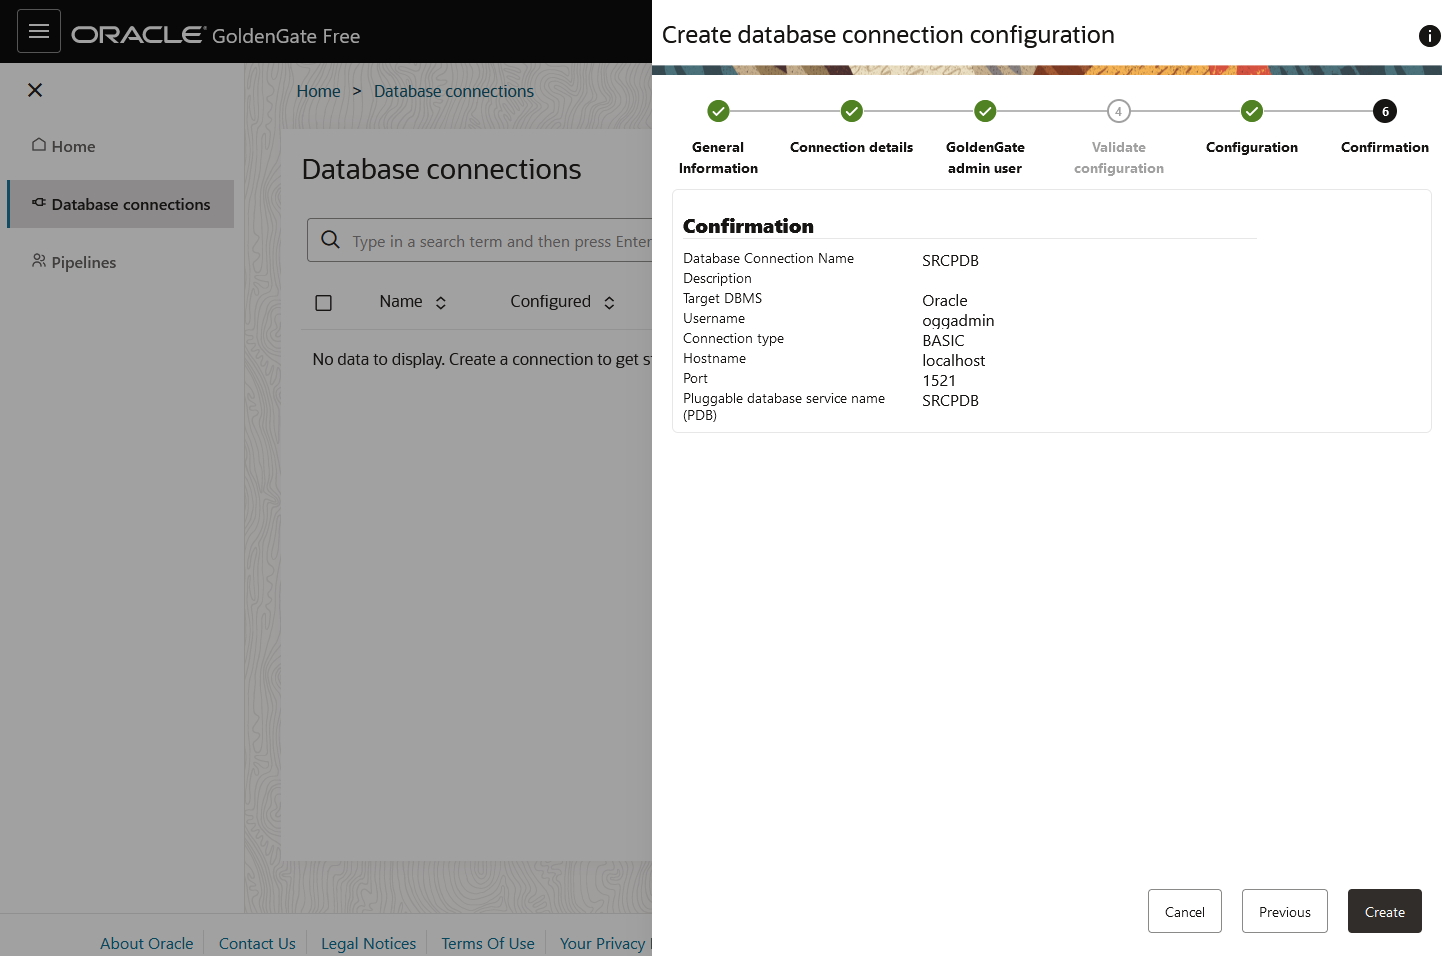 ORACLE GoldenGate Free
Home
Database connections
Pipelines
Home > Database connections
Database connections
Type in a search term and then press Enter
Name
Configured
No data to display. Create a connection to get
About Oracle
Contact Us
Legal Notices
Terms Of Use
Your Privacy
Create database connection configuration
i
4
6
General
Information
Connection details
GoldenGate
admin user
Validate
configuration
Configuration
Confirmation
Confirmation
Database Connection Name SRCPDB
Description
Target DBMS Oracle
Username oggadmin
Connection type BASIC
Hostname localhost
Port 1521
Pluggable database service name SRCPDB
(PDB)
Cancel
Previous
Create